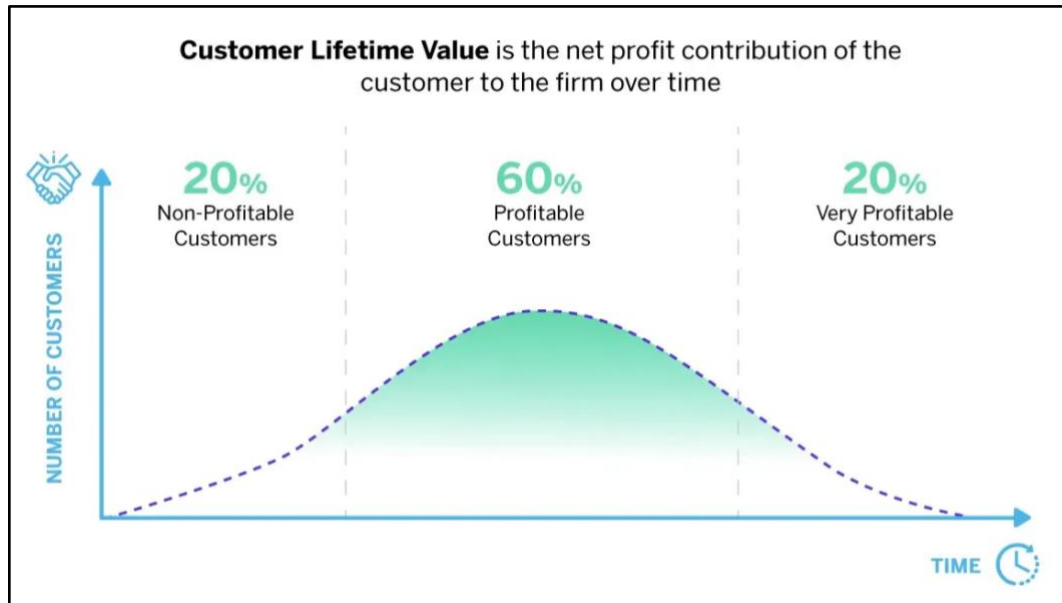 Customer Lifetime Value is the net profit contribution of the
customer to the firm over time
20%
Non-Profitable
Customers
60%
Profitable
Customers
20%
Very Profitable
Customers
NUMBER OF CUSTOMERS
TIME